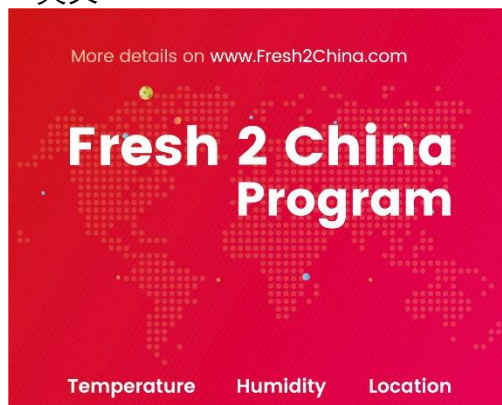 More details on www.Fresh2China.com
Fresh 2 China
Program
Temperature Humidity Location